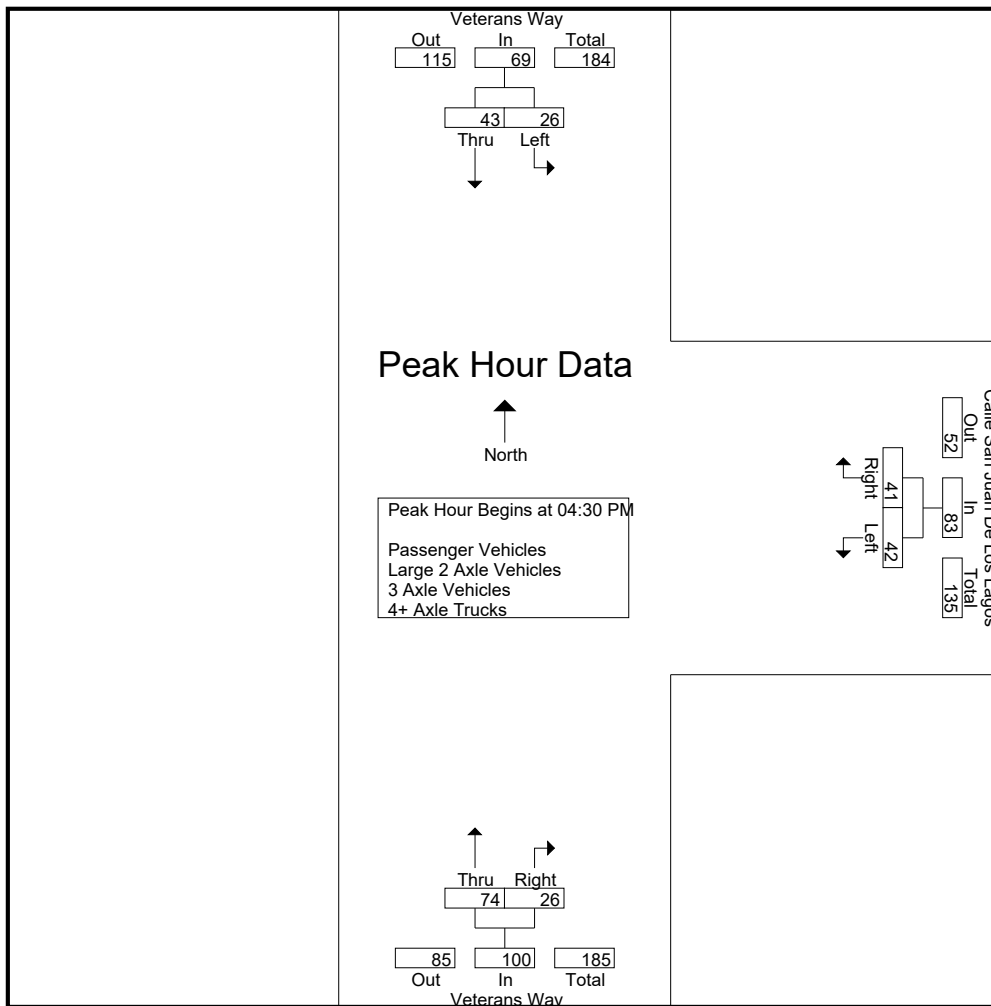 Veterans Way
Out In Total
115 69 184
43 26
Thru Left
Peak Hour Data
North
Peak Hour Begins at 04:30 PM
Passenger Vehicles
Large 2 Axle Vehicles
3 Axle Vehicles
4+ Axle Trucks
Calle San Juan De Los Lagos
Out In Total
52 83 135
41 42
Right Left
Thru Right
74 26
85 100 185
Out In Total
Veterans Way